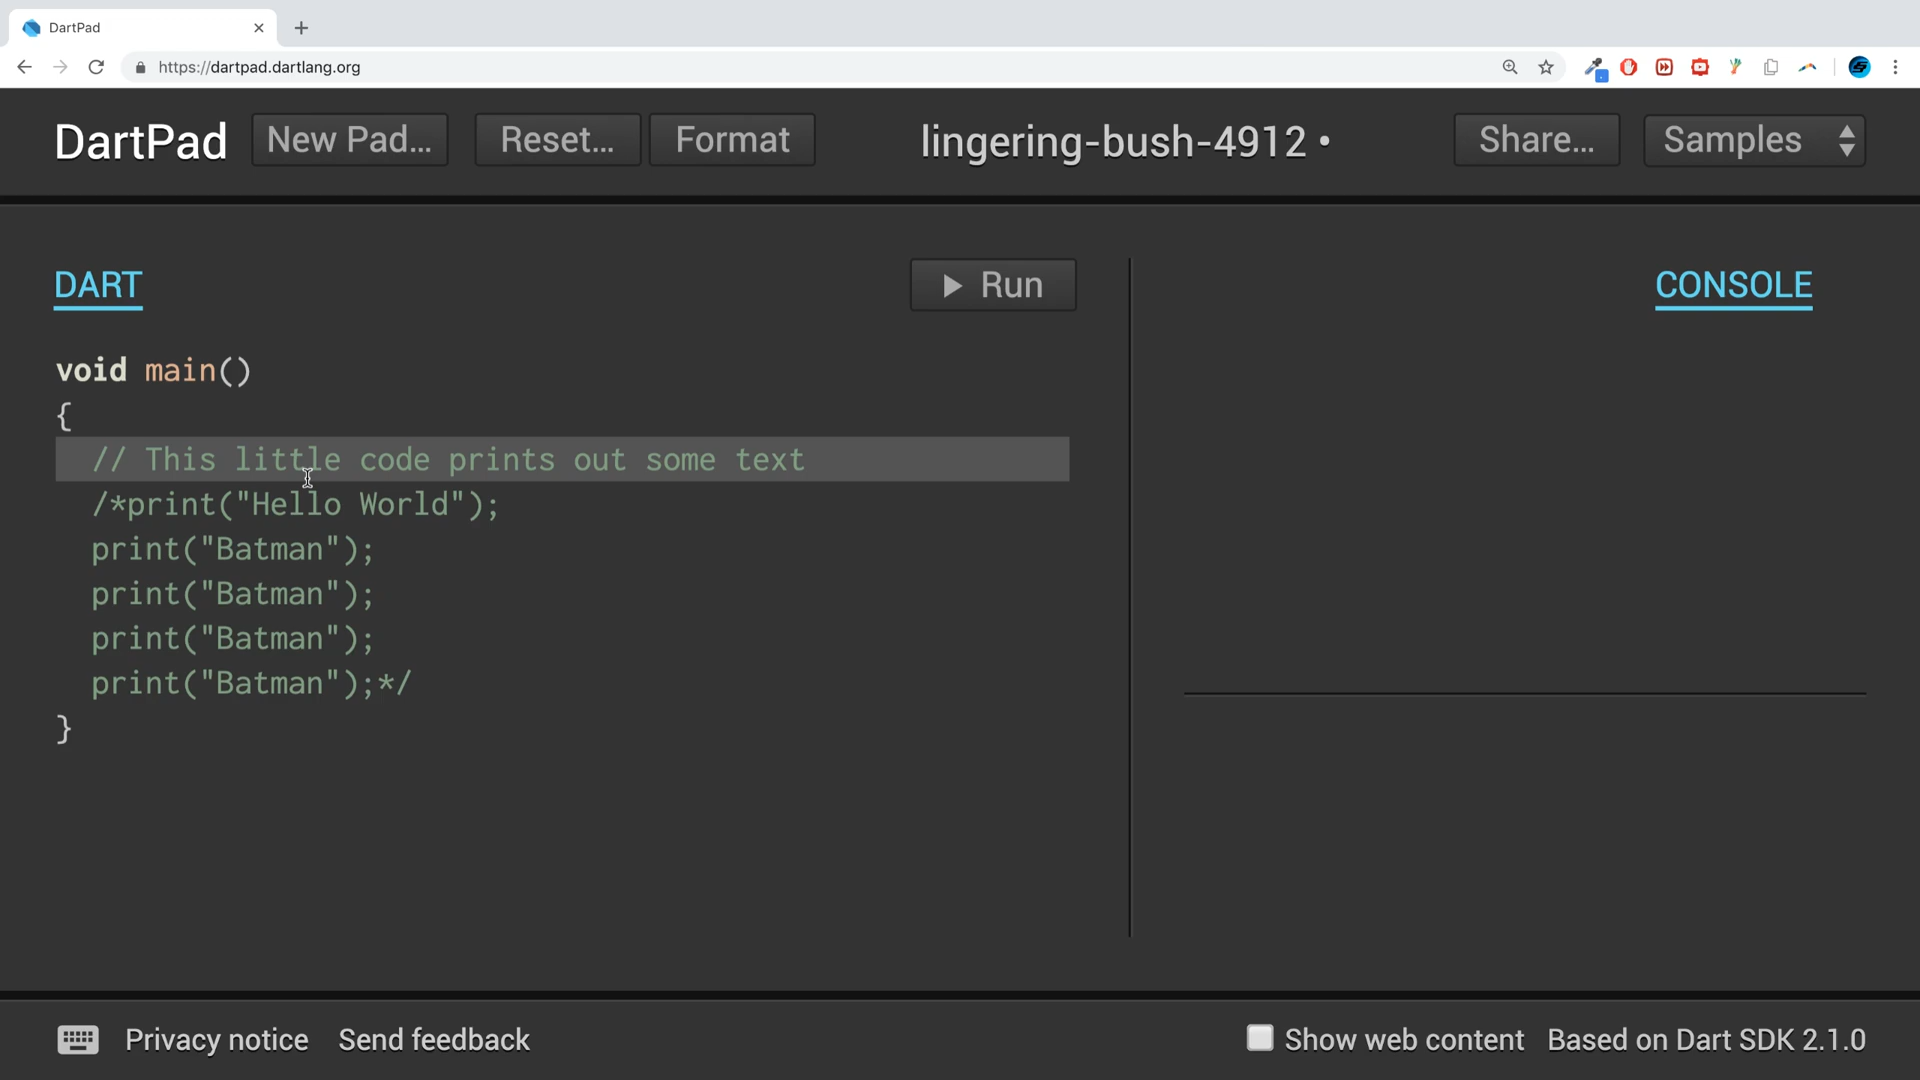 DartPad
https://dartpad.dartlang.org
DartPad New Pad... Reset... Format lingering-bush-4912 • Share... Samples
DART Run CONSOLE
void main()
{
// This little code prints out some text
/*print("Hello World");
print("Batman");
print("Batman");
print("Batman");
print("Batman");*/
}
Privacy notice Send feedback Show web content Based on Dart SDK 2.1.0